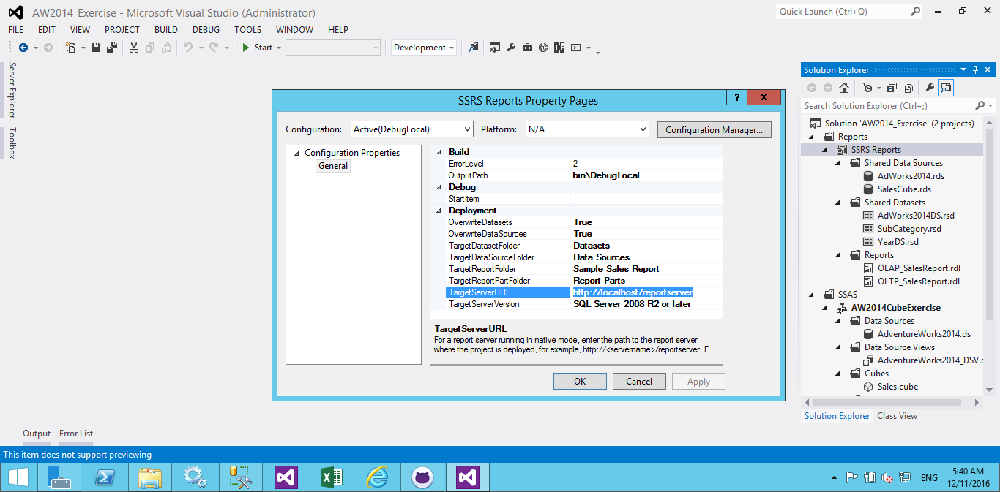 AW2014_Exercise - Microsoft Visual Studio (Administrator)
Quick Launch (Ctrl+Q)
FILE EDIT VIEW PROJECT BUILD DEBUG TOOLS WINDOW HELP
Start
Development
Server Explorer
Toolbox
SSRS Reports Property Pages
? X
Configuration: Active(DebugLocal) Platform: N/A Configuration Manager...
Configuration Properties
General
Build
ErrorLevel 2
OutputPath bin\DebugLocal
Debug
StartItem
Deployment
OverwriteDatasets True
OverwriteDataSources True
TargetDatasetFolder Datasets
TargetDataSourceFolder Data Sources
TargetReportFolder Sample Sales Report
TargetReportPartFolder Report Parts
TargetServerURL http://localhost/reportserver
TargetServerVersion SQL Server 2008 R2 or later
TargetServerURL
For a report server running in native mode, enter the path to the report server
where the project is deployed, for example, http://<servername>/reportserver. F...
OK Cancel Apply
Solution Explorer
Search Solution Explorer (Ctrl+;)
Solution 'AW2014_Exercise' (2 projects)
Reports
SSRS Reports
Shared Data Sources
AdWorks2014.rds
SalesCube.rds
Shared Datasets
AdWorks2014DS.rsd
SubCategory.rsd
YearDS.rsd
Reports
OLAP_SalesReport.rdl
OLTP_SalesReport.rdl
SSAS
AW2014CubeExercise
Data Sources
AdventureWorks2014.ds
Data Source Views
AdventureWorks2014_DSV.
Cubes
Sales.cube
Solution Explorer Class View
Output Error List
This item does not support previewing
ENG
5:40 AM
12/11/2016